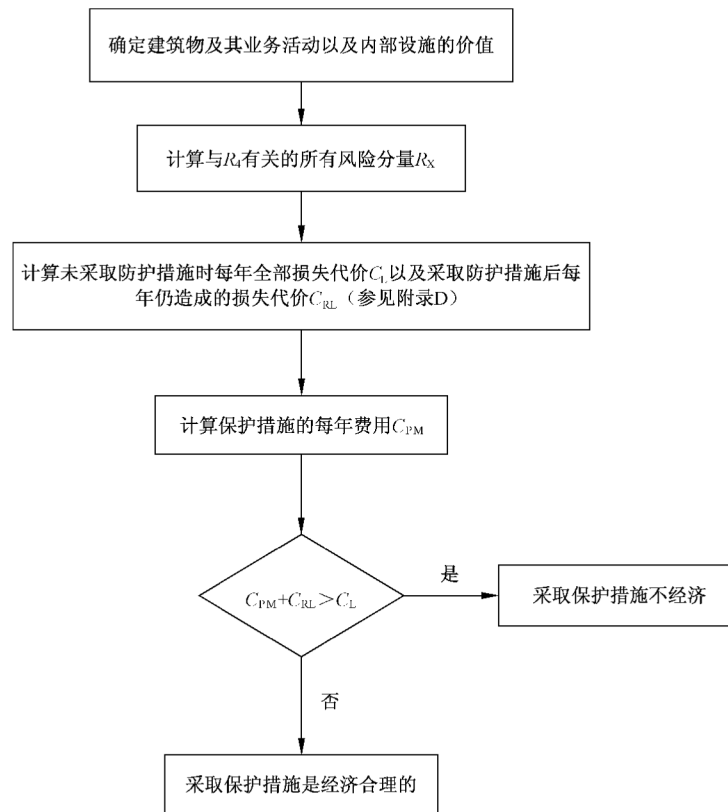 确定建筑物及其业务活动以及内部设施的价值
计算与R₄有关的所有风险分量Rₓ
计算未采取防护措施时每年全部损失代价C_L以及采取防护措施后每
年仍造成的损失代价C_RL（参见附录D）
计算保护措施的每年费用C_PM
C_PM+C_RL>C_L
是
采取保护措施不经济
否
采取保护措施是经济合理的